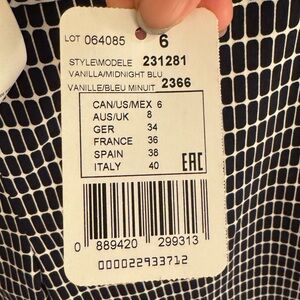 LOT 064085 6
STYLE\MODELE 231281
VANILLA/MIDNIGHT BLU
VANILLE/BLEU MINUIT 2366
CAN/US/MEX 6
AUS/UK 8
GER 34
FRANCE 36
SPAIN 38
ITALY 40
EAC
0 889420 299313
000022933712